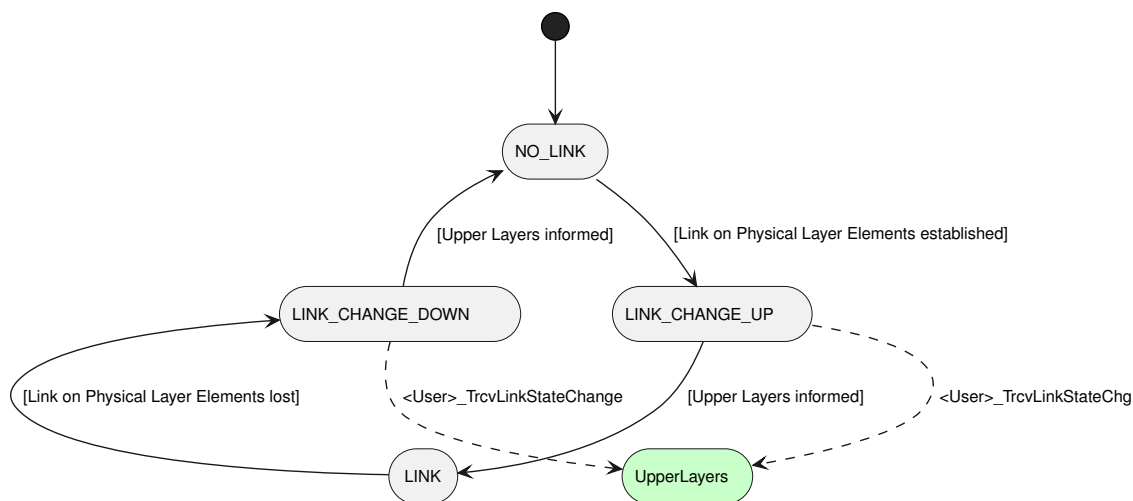 NO_LINK
[Upper Layers informed]
[Link on Physical Layer Elements established]
LINK_CHANGE_DOWN
LINK_CHANGE_UP
[Link on Physical Layer Elements lost]
<User>_TrcvLinkStateChange
[Upper Layers informed]
<User>_TrcvLinkStateChg
LINK
UpperLayers